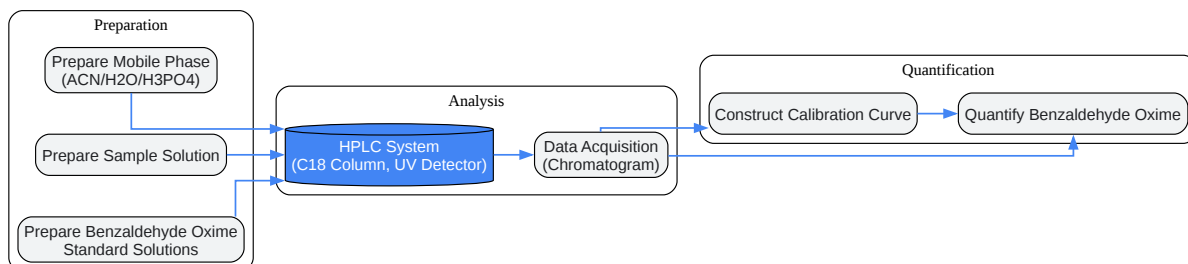 Preparation
Prepare Mobile Phase
(ACN/H2O/H3PO4)
Prepare Sample Solution
Prepare Benzaldehyde Oxime
Standard Solutions
Analysis
HPLC System
(C18 Column, UV Detector)
Data Acquisition
(Chromatogram)
Quantification
Construct Calibration Curve
Quantify Benzaldehyde Oxime